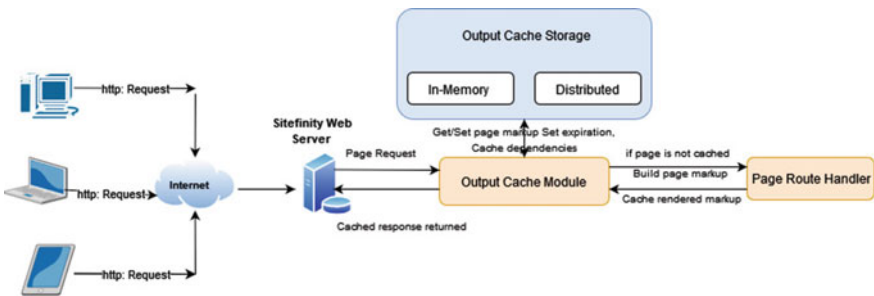 Output Cache Storage
In-Memory
Distributed
http: Request
Sitefinity Web
Server
Get/Set page markup Set expiration,
Cache dependencies
Page Request
if page is not cached
Internet
Output Cache Module
Build page markup
Page Route Handler
http: Request
Cache rendered markup
Cached response returned
http: Request